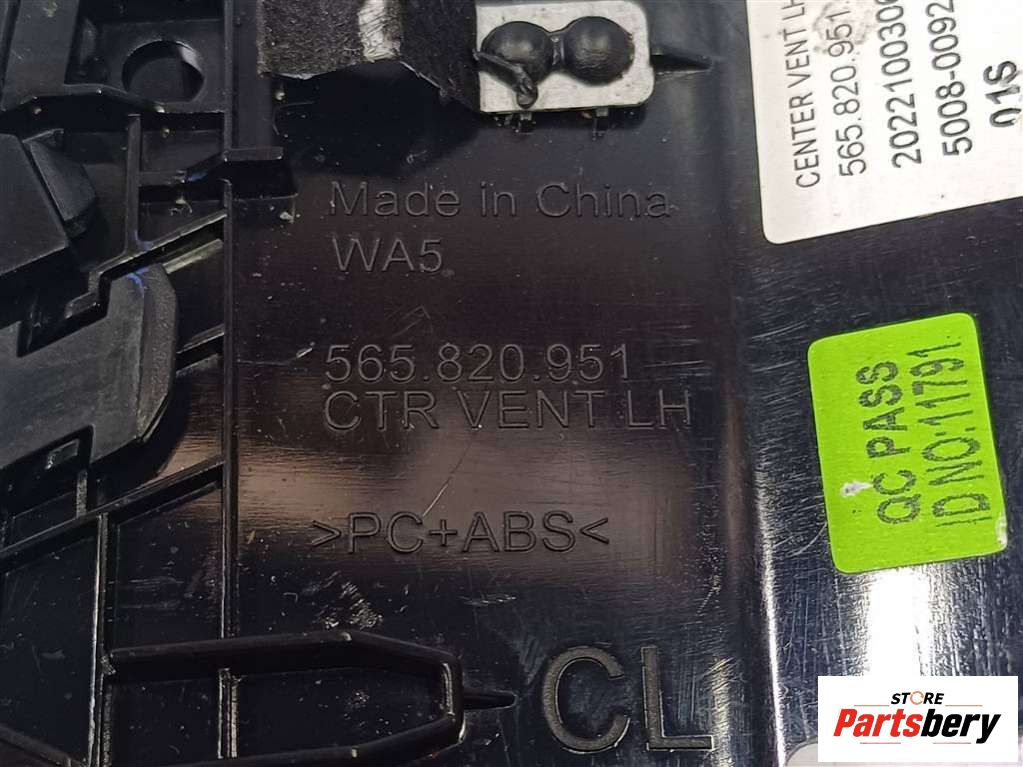 Made in China
WA5
565.820.951
CTR VENT LH
>PC+ABS<
CL
CENTER VENT LH
565.820.951.
5008-0092
01S
QC PASS
ID NO:11791
STORE
Partsbery